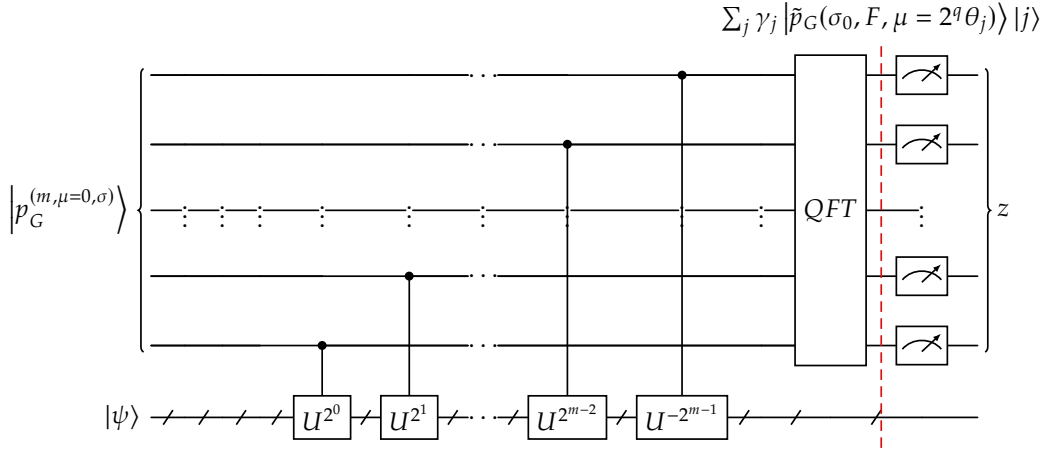 ∑_j γ_j |p̃_G(σ_0, F, μ = 2^q θ_j)⟩ |j⟩
|p_G^{(m,μ=0,σ)}⟩
QFT
z
|ψ⟩
U^{2^0}
U^{2^1}
U^{2^{m−2}}
U^{−2^{m−1}}